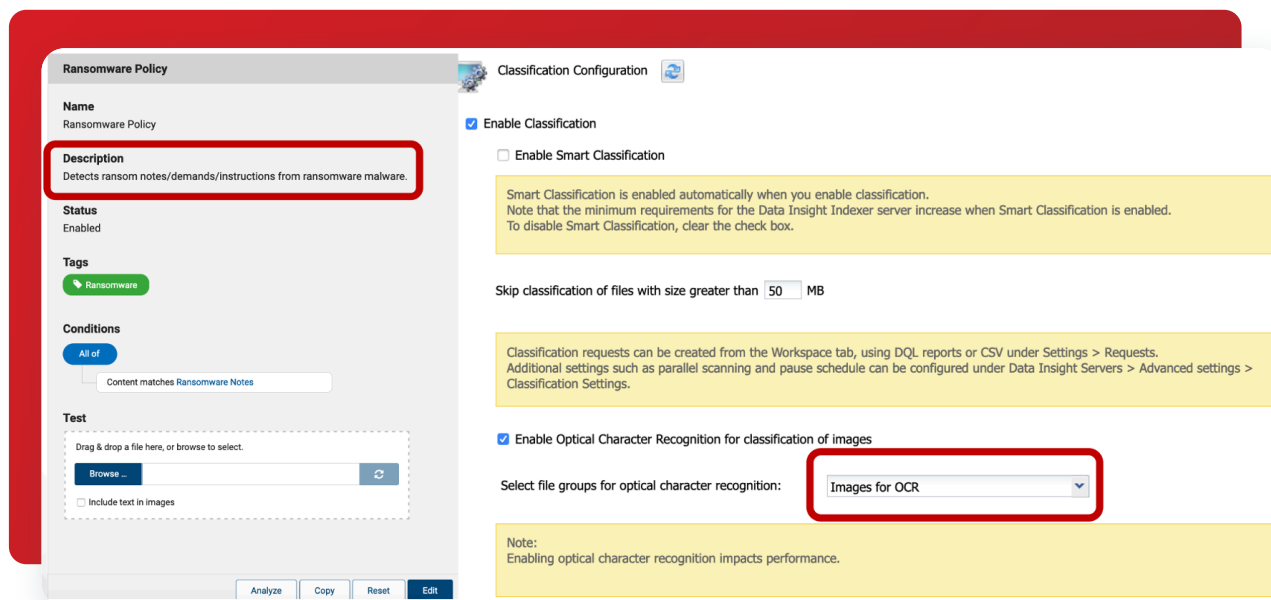 Ransomware Policy
Name
Ransomware Policy
Description
Detects ransom notes/demands/instructions from ransomware malware.
Status
Enabled
Tags
Ransomware
Conditions
All of
Content matches Ransomware Notes
Test
Drag & drop a file here, or browse to select.
Browse ...
Include text in images
Analyze
Copy
Reset
Edit
Classification Configuration
Enable Classification
Enable Smart Classification
Smart Classification is enabled automatically when you enable classification.
Note that the minimum requirements for the Data Insight Indexer server increase when Smart Classification is enabled.
To disable Smart Classification, clear the check box.
Skip classification of files with size greater than 50 MB
Classification requests can be created from the Workspace tab, using DQL reports or CSV under Settings > Requests.
Additional settings such as parallel scanning and pause schedule can be configured under Data Insight Servers > Advanced settings >
Classification Settings.
Enable Optical Character Recognition for classification of images
Select file groups for optical character recognition: Images for OCR
Note:
Enabling optical character recognition impacts performance.